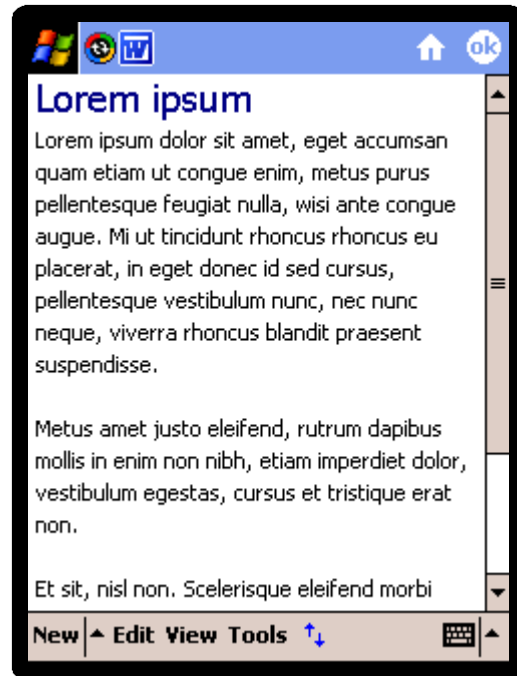 ok
Lorem ipsum
Lorem ipsum dolor sit amet, eget accumsan
quam etiam ut congue enim, metus purus
pellentesque feugiat nulla, wisi ante congue
augue. Mi ut tincidunt rhoncus rhoncus eu
placerat, in eget donec id sed cursus,
pellentesque vestibulum nunc, nec nunc
neque, viverra rhoncus blandit praesent
suspendisse.
Metus amet justo eleifend, rutrum dapibus
mollis in enim non nibh, etiam imperdiet dolor,
vestibulum egestas, cursus et tristique erat
non.
Et sit, nisl non. Scelerisque eleifend morbi
New Edit View Tools